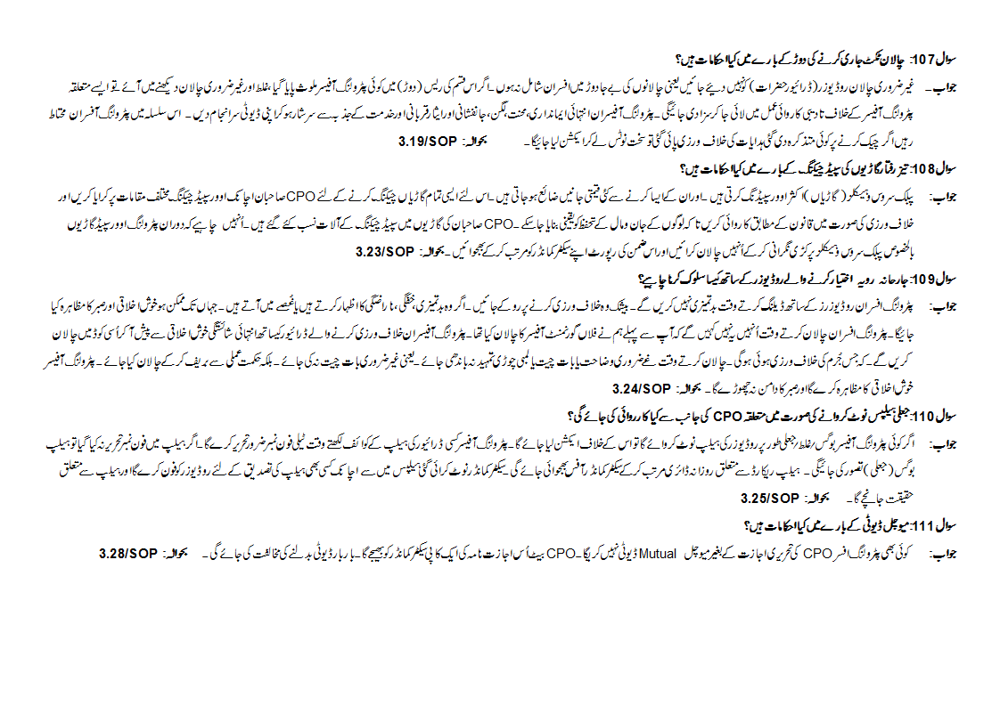 سوال 107: چالان ٹکٹ جاری کرنے کی دوڑ کے بارے میں کیا احکامات ہیں؟
جواب۔ غیر ضروری چالان روڈ یوزر (ڈرائیور حضرات) کو نہیں دیئے جائیں یعنی چالانوں کی بے جا دوڑ میں افسران شامل نہ ہوں۔ اگر اس قسم کی ریس (دوڑ) میں کوئی پٹرولنگ آفیسر ملوث پایا گیا، غلط اور غیر ضروری چالان دیکھنے میں آئے۔ تو ایسے متعلقہ
پٹرولنگ آفیسر کے خلاف تادیبی کاروائی عمل میں لائی جا کر سزا دی جائیگی۔ پٹرولنگ آفیسران انتہائی ایمانداری، محنت، لگن، جانفشانی اور ایثار قربانی اور خدمت کے جذبہ سے سرشار ہو کر اپنی ڈیوٹی سرانجام دیں۔ اس سلسلہ میں پٹرولنگ آفسران محتاط
رہیں اگر چیک کرنے پر کوئی متذکرہ دی گئی ہدایات کی خلاف ورزی پائی گئی تو سخت نوٹس لے کر ایکشن لیا جائیگا۔ بحوالہ: 3.19/SOP
سوال 108: تیز رفتار گاڑیوں کی سپیڈ چیکنگ کے بارے میں کیا احکامات ہیں؟
جواب: پبلک سروس وہیکلز (گاڑیاں) اکثر اوور سپیڈنگ کرتی ہیں۔ اور ان کے ایسا کرنے سے کئی قیمتی جانیں ضائع ہو جاتی ہیں۔ اس لئے ایسی تمام گاڑیاں چیکنگ کرنے کے لئے CPO صاحبان اچانک اوور سپیڈ چیکنگ مختلف مقامات پر کرایا کریں اور
خلاف ورزی کی صورت میں قانون کے مطابق کاروائی کریں تاکہ لوگوں کے جان و مال کے تحفظ کو یقینی بنایا جا سکے۔ CPO صاحبان کی گاڑیوں میں سپیڈ چیکنگ کے آلات نسب کئے گئے ہیں۔ اُنہیں چاہیے کہ دوران پٹرولنگ اوور سپیڈ گاڑیوں
بالخصوص پبلک سروس وہیکلز پر کڑی نگرانی کر کے اُنہیں چالان کرائیں اور اس ضمن کی رپورٹ اپنے سیکٹر کمانڈر کو مرتب کر کے بھجوائیں۔ بحوالہ: 3.23/SOP
سوال 109: جارحانہ رویہ اختیار کرنے والے روڈ یوزر کے ساتھ کیسا سلوک کرنا چاہیے؟
جواب: پٹرولنگ افسران روڈ یوزرز کے ساتھ ڈیلنگ کرتے وقت بدتمیزی نہیں کریں گے۔ بیشک وہ خلاف ورزی کرنے پر روکے جائیں۔ اگر وہ بدتمیزی، خفگی، ناراضگی کا اظہار کرتے ہیں یا غصے میں آتے ہیں۔ جہاں تک ممکن ہو خوش اخلاقی اور صبر کا مظاہرہ کیا
جائیگا۔ پٹرولنگ افسران چالان کرتے وقت اُنہیں یہ نہیں کہیں گے کہ آپ سے پہلے ہم نے فلاں گورنمنٹ آفیسر کا چالان کیا تھا۔ پٹرولنگ آفیسران خلاف ورزی کرنے والے ڈرائیور کیساتھ انتہائی شائستگی خوش اخلاقی سے پیش آ کر اُسی کوڈ میں چالان
کریں گے۔ کہ جس جُرم کی خلاف ورزی ہوئی ہوگی۔ چالان کرتے وقت غیر ضروری وضاحت یا بات چیت یا لمبی چوڑی تمہید نہ باندھی جائے۔ یعنی غیر ضروری بات چیت نہ کی جائے۔ بلکہ حکمت عملی سے بریف کر کے چالان کیا جائے۔ پٹرولنگ آفیسر
خوش اخلاقی کا مظاہرہ کرے گا اور صبر کا دامن نہ چھوڑے گا۔ بحوالہ: 3.24/SOP
سوال 110: جعلی ہیلپس نوٹ کروانے کی صورت میں متعلقہ CPO کی جانب سے کیا کارروائی کی جائے گی؟
جواب: اگر کوئی پٹرولنگ آفیسر بوگس/غلط/جعلی طور پر روڈ یوزر کی ہیلپ نوٹ کروائے گا تو اس کے خلاف ایکشن لیا جائے گا۔ پٹرولنگ آفیسر کسی ڈرائیور کی ہیلپ کے کوائف لکھتے وقت ٹیلی فون نمبر ضرور تحریر کرے گا۔ اگر ہیلپ میں فون نمبر تحریر نہ کیا گیا تو ہیلپ
بوگس (جعلی) تصور کی جائیگی۔ ہیلپ ریکارڈ سے متعلق روزانہ ڈائری مرتب کر کے سیکٹر کمانڈر آفس بھجوائی جائے گی۔ سیکٹر کمانڈر نوٹ کرائی گئی ہیلپس میں سے اچانک کسی بھی ہیلپ کی تصدیق کے لئے روڈ یوزر کو فون کرے گا اور ہیلپ سے متعلق
حقیقت جانچے گا۔ بحوالہ: 3.25/SOP
سوال 111: میوچل ڈیوٹی کے بارے میں کیا احکامات ہیں؟
جواب: کوئی بھی پٹرولنگ افسر CPO کی تحریری اجازت کے بغیر میوچل Mutual ڈیوٹی نہیں کریگا۔ CPO بیٹ اُس اجازت نامہ کی ایک کاپی سیکٹر کمانڈر کو بھیجے گا۔ بار بار ڈیوٹی بدلنے کی مخالفت کی جائے گی۔ بحوالہ: 3.28/SOP